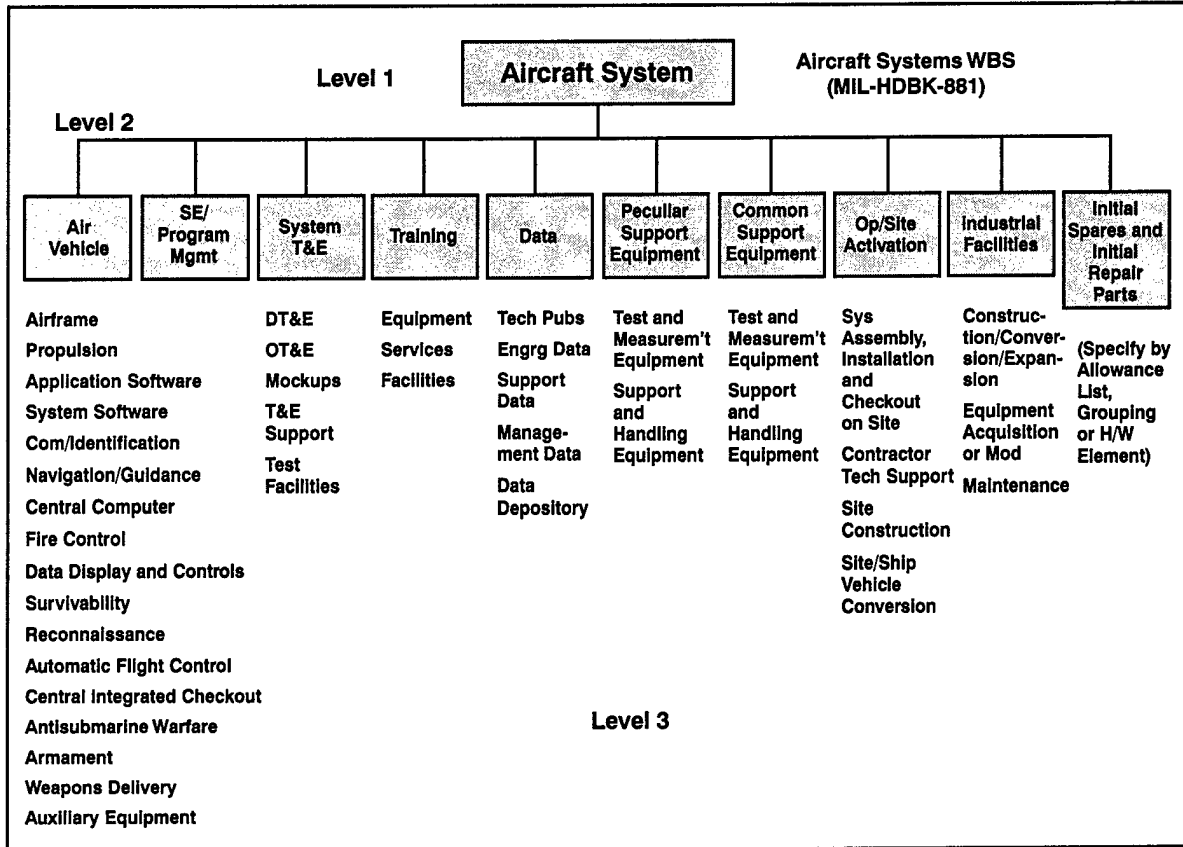 Level 1
Aircraft System
Aircraft Systems WBS
(MIL-HDBK-881)
Level 2
Air
Vehicle
SE/
Program
Mgmt
System
T&E
Training
Data
Peculiar
Support
Equipment
Common
Support
Equipment
Op/Site
Activation
Industrial
Facilities
Initial
Spares and
Initial
Repair
Parts
Airframe
Propulsion
Application Software
System Software
Com/Identification
Navigation/Guidance
Central Computer
Fire Control
Data Display and Controls
Survivability
Reconnaissance
Automatic Flight Control
Central Integrated Checkout
Antisubmarine Warfare
Armament
Weapons Delivery
Auxiliary Equipment
DT&E
OT&E
Mockups
T&E
Support
Test
Facilities
Equipment
Services
Facilities
Tech Pubs
Engrg Data
Support
Data
Manage-
ment Data
Data
Depository
Test and
Measurem't
Equipment
Support
and
Handling
Equipment
Test and
Measurem't
Equipment
Support
and
Handling
Equipment
Sys
Assembly,
Installation
and
Checkout
on Site
Contractor
Tech Support
Site
Construction
Site/Ship
Vehicle
Conversion
Construc-
tion/Conver-
sion/Expan-
sion
Equipment
Acquisition
or Mod
Maintenance
(Specify by
Allowance
List,
Grouping
or H/W
Element)
Level 3